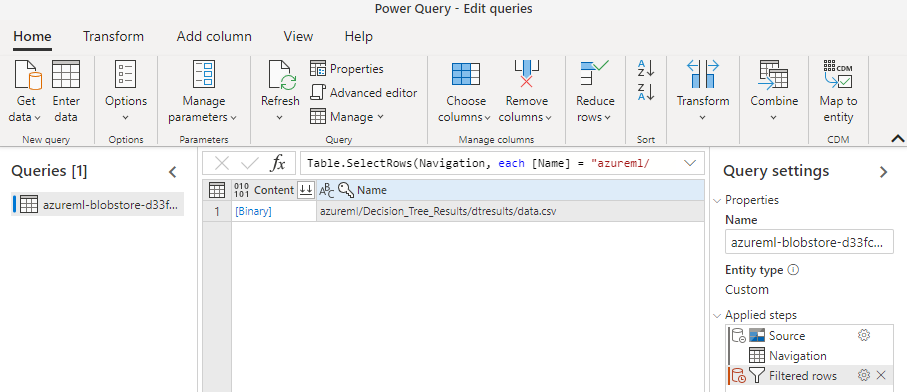 Power Query - Edit queries
Home Transform Add column View Help
Get data Enter data Options Manage parameters Refresh Properties Advanced editor Manage Choose columns Remove columns Reduce rows Transform Combine Map to entity
New query Options Parameters Query Manage columns Sort CDM
Queries [1]
azureml-blobstore-d33f...
fx Table.SelectRows(Navigation, each [Name] = "azureml/
Content Name
1 [Binary] azureml/Decision_Tree_Results/dtresults/data.csv
Query settings
Properties
Name
azureml-blobstore-d33fc...
Entity type
Custom
Applied steps
Source
Navigation
Filtered rows